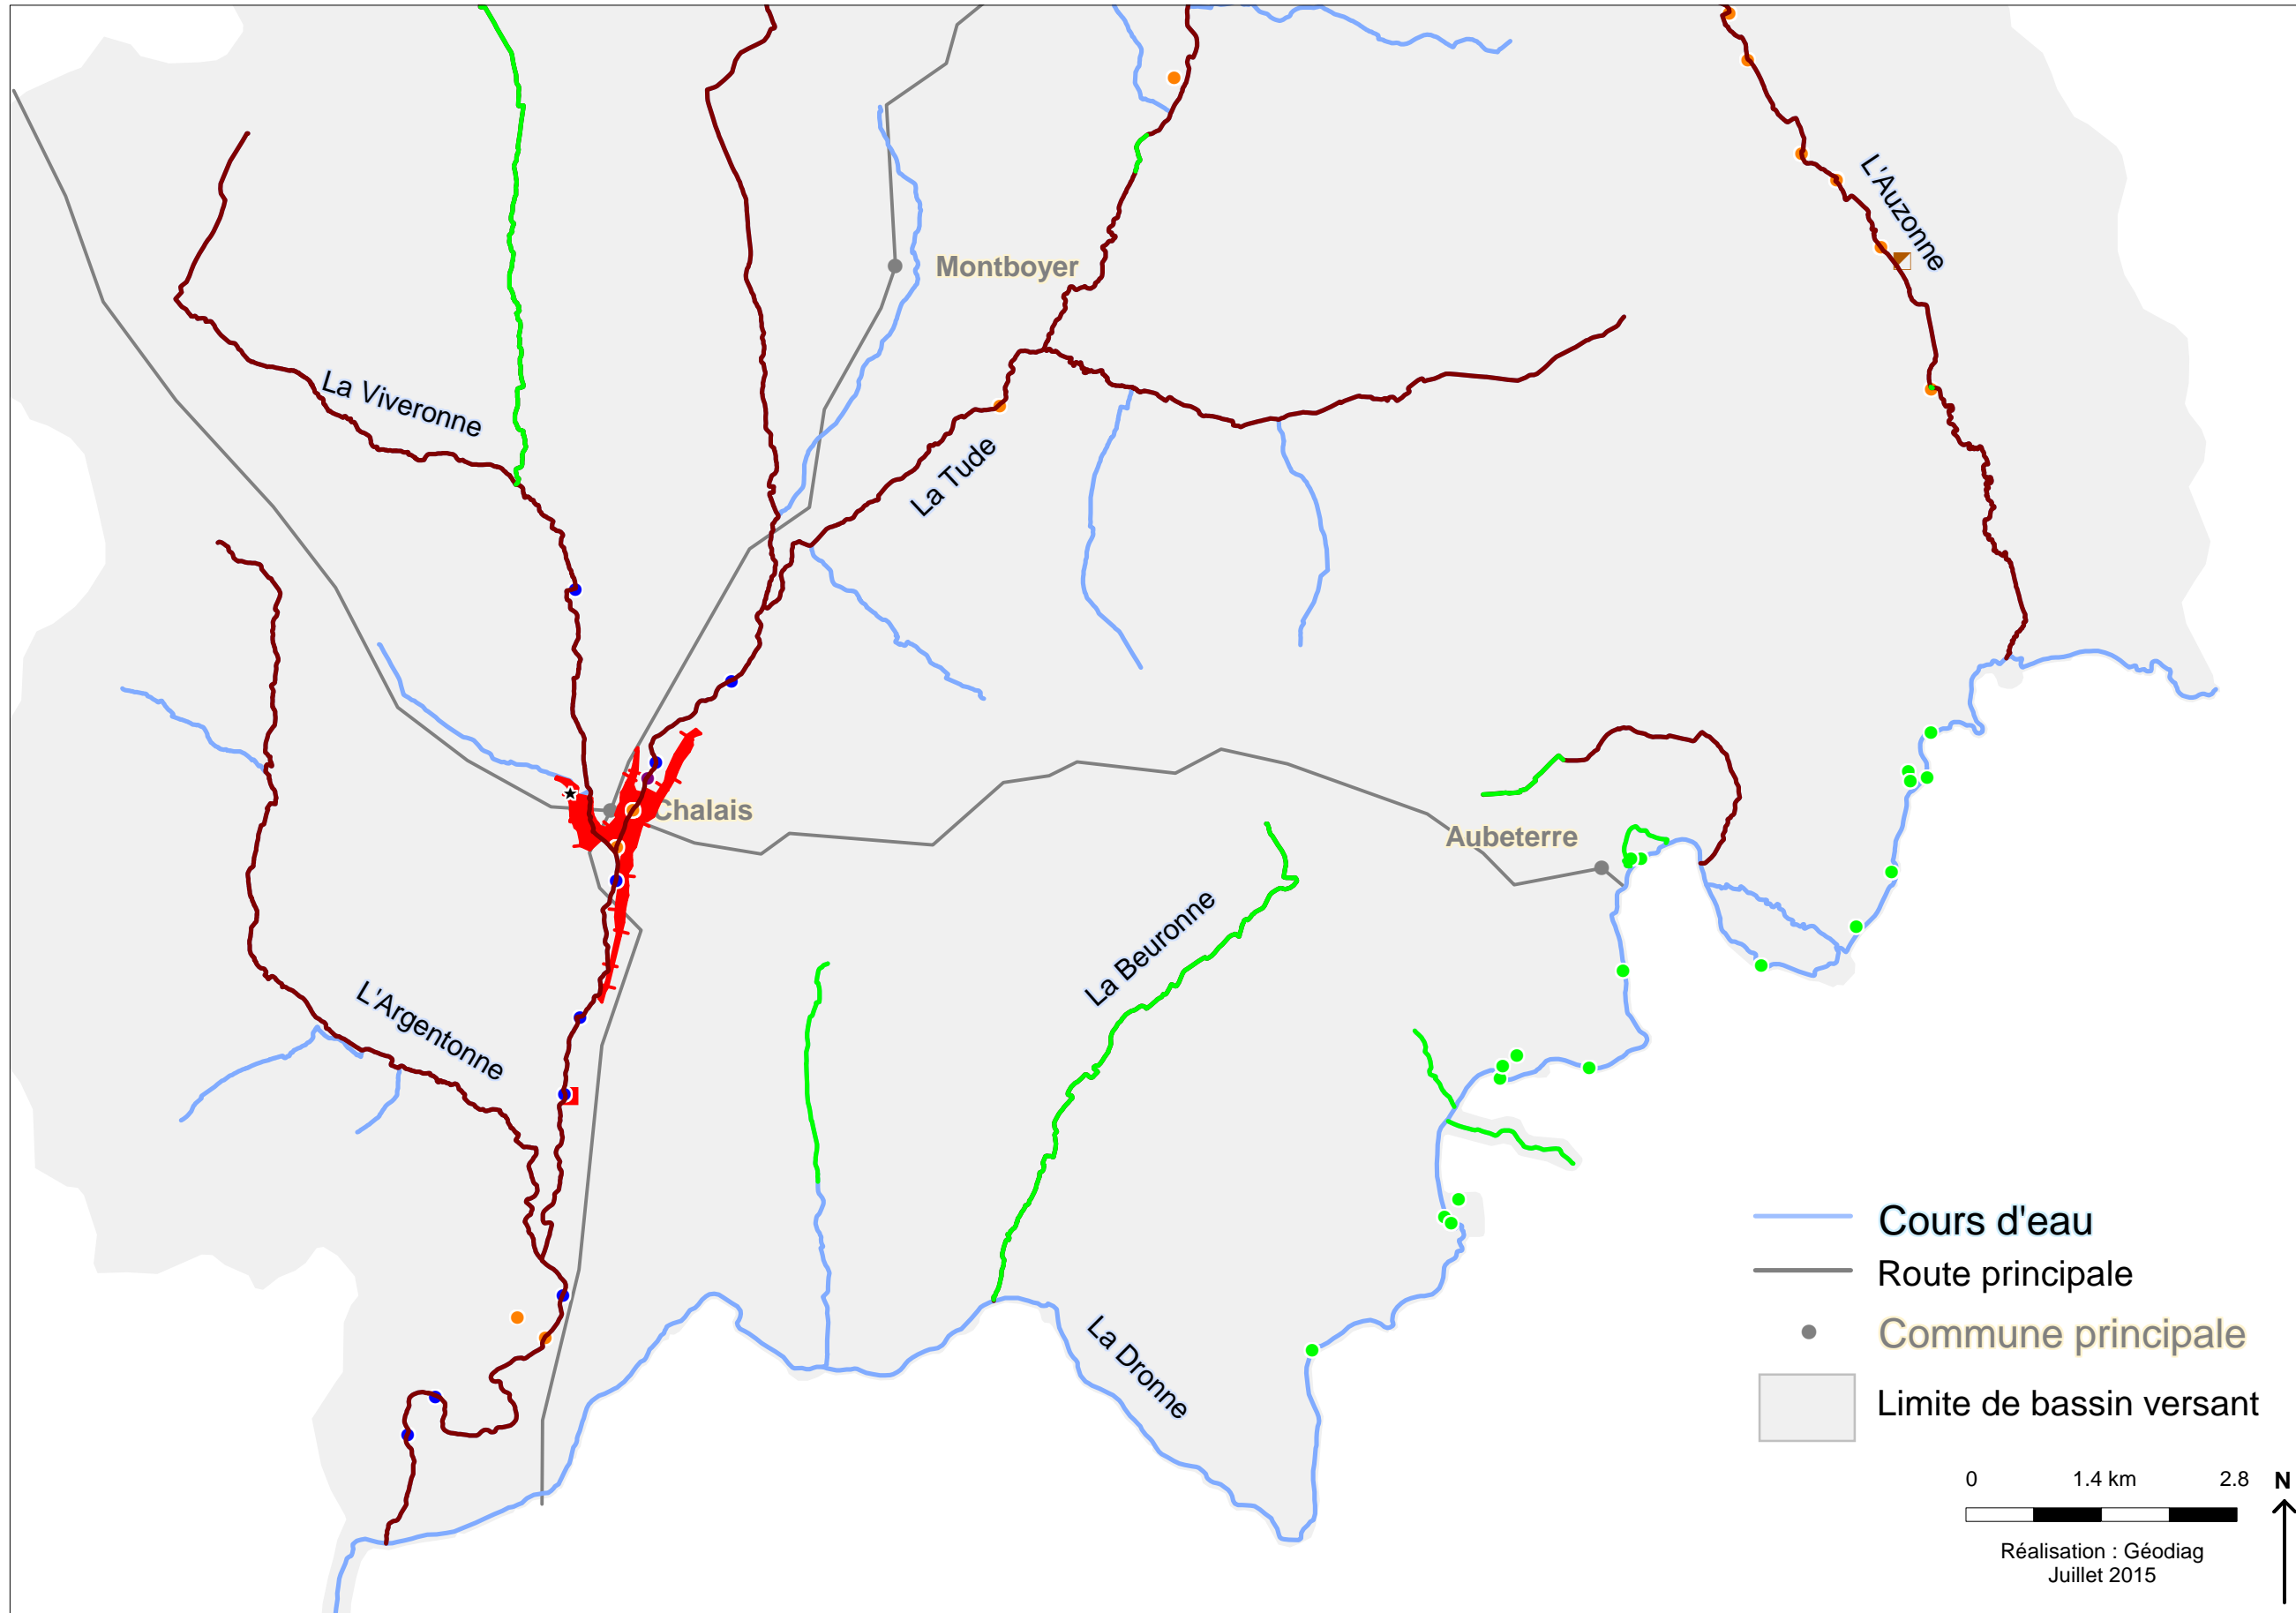 L'Auzonne
Montboyer
La Viveronne
La Tude
Chalais
Aubeterre
La Beuronne
L'Argentonne
La Dronne
Cours d'eau
Route principale
Commune principale
Limite de bassin versant
0 1.4 km 2.8 N
Réalisation : Géodiag
Juillet 2015